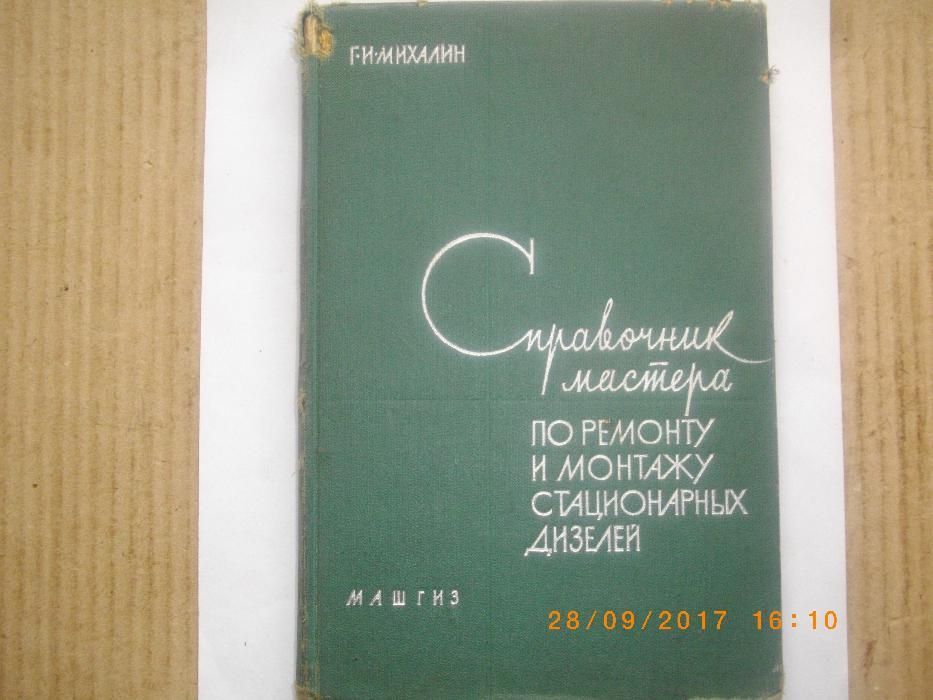 Г·И·МИХАЛИН
Справочник
мастера
ПО РЕМОНТУ
И МОНТАЖУ
СТАЦИОНАРНЫХ
ДИЗЕЛЕЙ
МАШГИЗ
28/09/2017 16:10